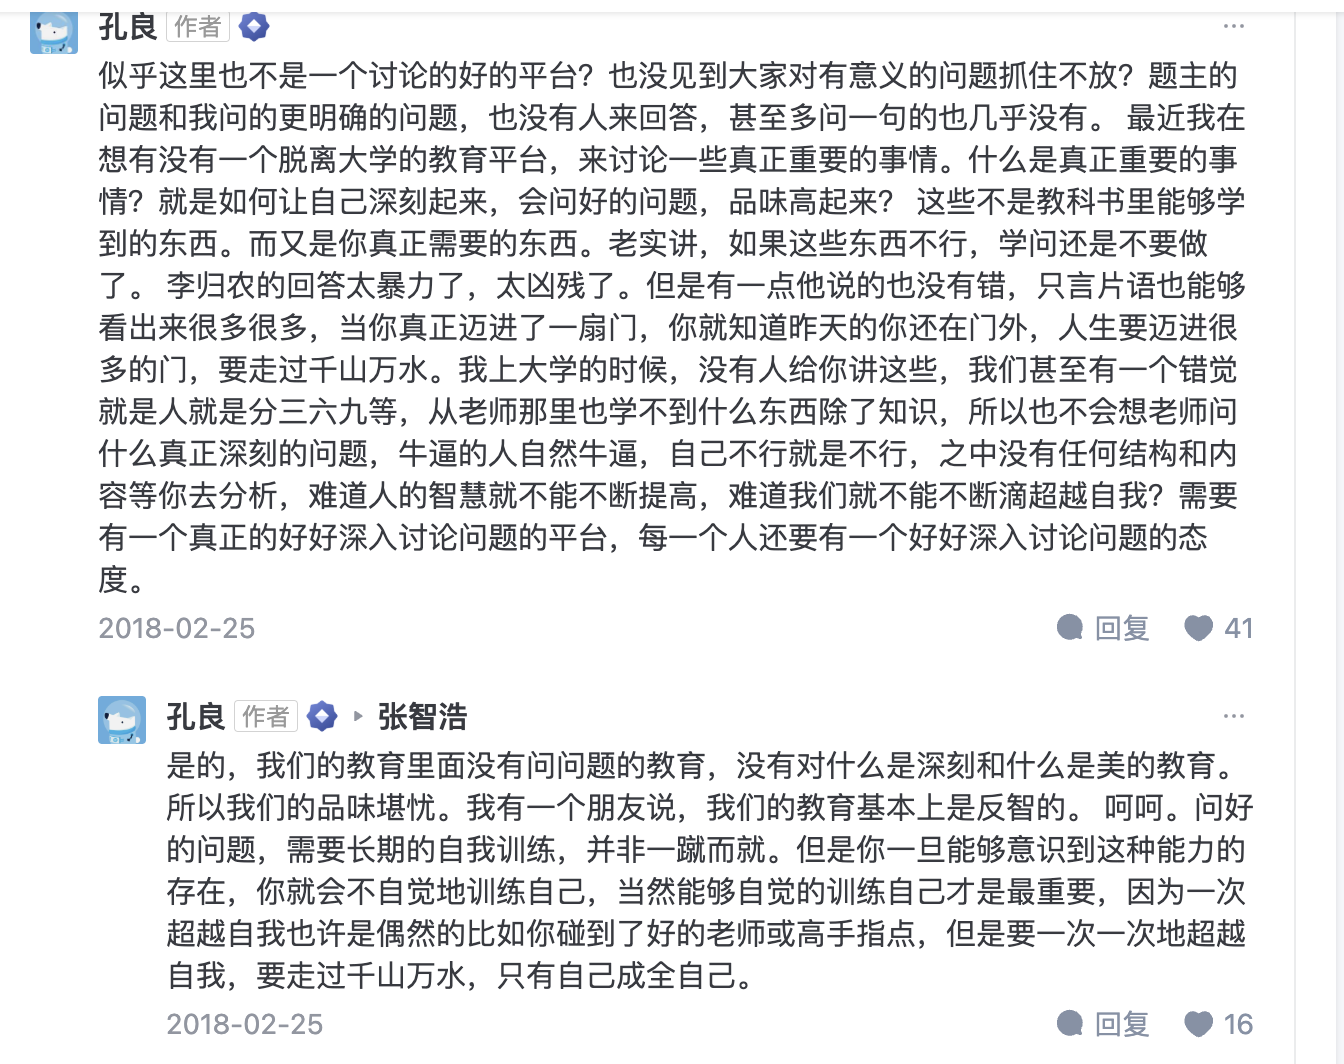 孔良 作者
似乎这里也不是一个讨论的好的平台？也没见到大家对有意义的问题抓住不放？题主的
问题和我问的更明确的问题，也没有人来回答，甚至多问一句的也几乎没有。 最近我在
想有没有一个脱离大学的教育平台，来讨论一些真正重要的事情。什么是真正重要的事
情？就是如何让自己深刻起来，会问好的问题，品味高起来？ 这些不是教科书里能够学
到的东西。而又是你真正需要的东西。老实讲，如果这些东西不行，学问还是不要做
了。 李归农的回答太暴力了，太凶残了。但是有一点他说的也没有错，只言片语也能够
看出来很多很多，当你真正迈进了一扇门，你就知道昨天的你还在门外，人生要迈进很
多的门，要走过千山万水。我上大学的时候，没有人给你讲这些，我们甚至有一个错觉
就是人就是分三六九等，从老师那里也学不到什么东西除了知识，所以也不会想老师问
什么真正深刻的问题，牛逼的人自然牛逼，自己不行就是不行，之中没有任何结构和内
容等你去分析，难道人的智慧就不能不断提高，难道我们就不能不断滴超越自我？需要
有一个真正的好好深入讨论问题的平台，每一个人还要有一个好好深入讨论问题的态
度。
2018-02-25 回复 41
孔良 作者 张智浩
是的，我们的教育里面没有问问题的教育，没有对什么是深刻和什么是美的教育。
所以我们的品味堪忧。我有一个朋友说，我们的教育基本上是反智的。 呵呵。问好
的问题，需要长期的自我训练，并非一蹴而就。但是你一旦能够意识到这种能力的
存在，你就会不自觉地训练自己，当然能够自觉的训练自己才是最重要，因为一次
超越自我也许是偶然的比如你碰到了好的老师或高手指点，但是要一次一次地超越
自我，要走过千山万水，只有自己成全自己。
2018-02-25 回复 16